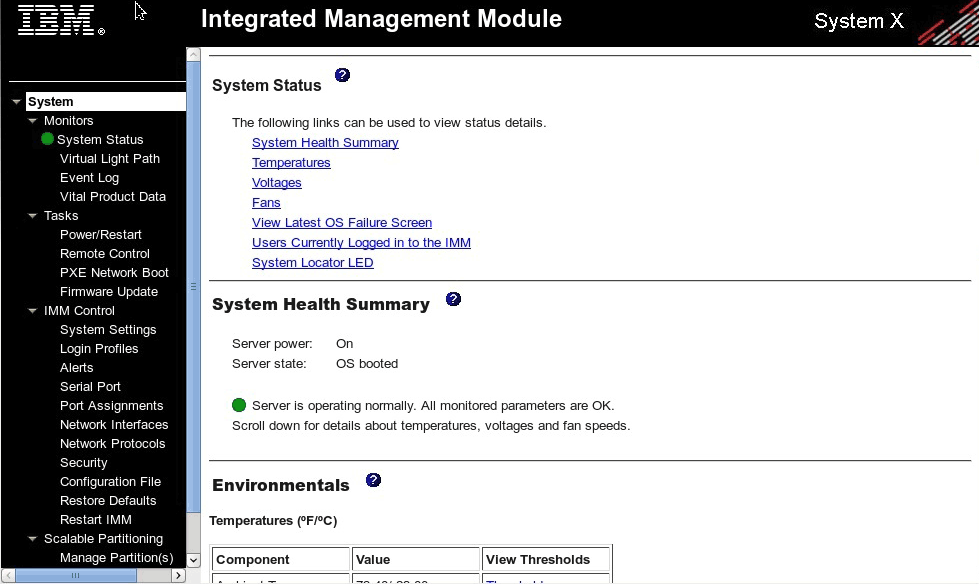 IBM®
Integrated Management Module
System X
System
Monitors
System Status
Virtual Light Path
Event Log
Vital Product Data
Tasks
Power/Restart
Remote Control
PXE Network Boot
Firmware Update
IMM Control
System Settings
Login Profiles
Alerts
Serial Port
Port Assignments
Network Interfaces
Network Protocols
Security
Configuration File
Restore Defaults
Restart IMM
Scalable Partitioning
Manage Partition(s)
System Status ?
The following links can be used to view status details.
System Health Summary
Temperatures
Voltages
Fans
View Latest OS Failure Screen
Users Currently Logged in to the IMM
System Locator LED
System Health Summary ?
Server power: On
Server state: OS booted
Server is operating normally. All monitored parameters are OK.
Scroll down for details about temperatures, voltages and fan speeds.
Environmentals ?
Temperatures (ºF/ºC)
Component Value View Thresholds